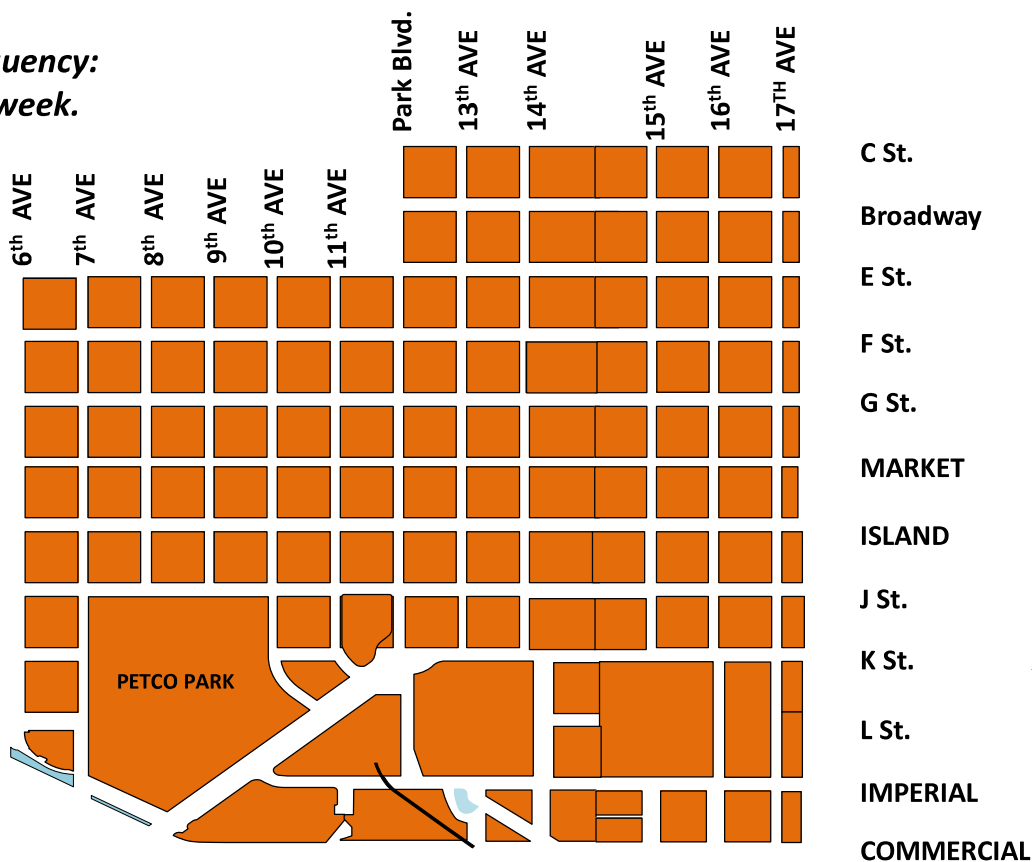 uency:
week.
Park Blvd.
13th AVE
14th AVE
15th AVE
16th AVE
17TH AVE
6th AVE
7th AVE
8th AVE
9th AVE
10th AVE
11th AVE
C St.
Broadway
E St.
F St.
G St.
MARKET
ISLAND
J St.
K St.
PETCO PARK
L St.
IMPERIAL
COMMERCIAL